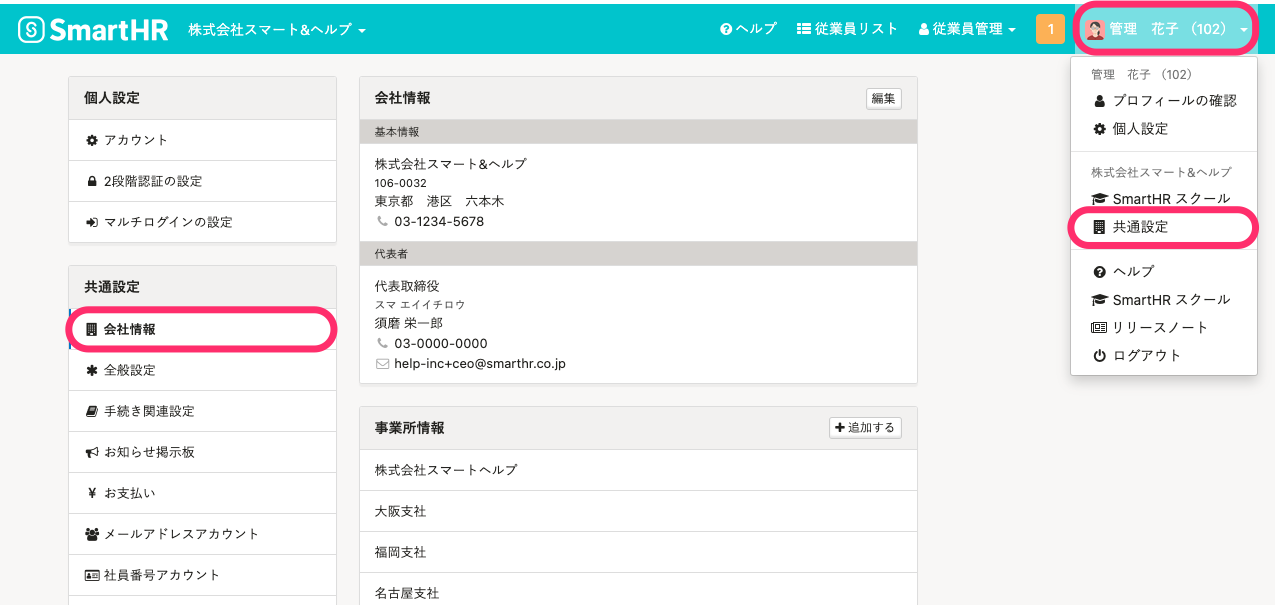 SmartHR 株式会社スマート&ヘルプ
ヘルプ 従業員リスト 従業員管理 1 管理　花子 （102）
管理　花子 （102）
プロフィールの確認
個人設定
株式会社スマート&ヘルプ
SmartHR スクール
共通設定
ヘルプ
SmartHR スクール
リリースノート
ログアウト
個人設定
アカウント
2段階認証の設定
マルチログインの設定
共通設定
会社情報
全般設定
手続き関連設定
お知らせ掲示板
お支払い
メールアドレスアカウント
社員番号アカウント
会社情報 編集
基本情報
株式会社スマート&ヘルプ
106-0032
東京都　港区　六本木
03-1234-5678
代表者
代表取締役
スマ エイイチロウ
須磨 栄一郎
03-0000-0000
help-inc+ceo@smarthr.co.jp
事業所情報 追加する
株式会社スマートヘルプ
大阪支社
福岡支社
名古屋支社